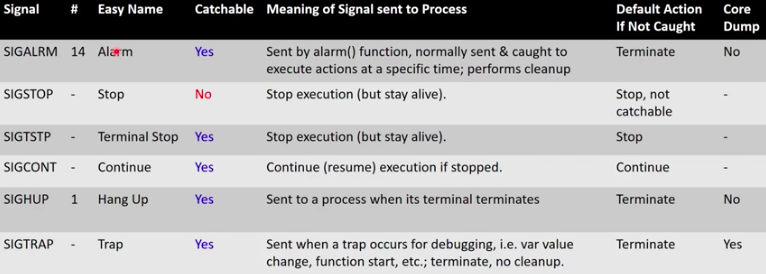 Signal # Easy Name Catchable Meaning of Signal sent to Process Default Action If Not Caught Core Dump
SIGALRM 14 Alarm Yes Sent by alarm() function, normally sent & caught to execute actions at a specific time; performs cleanup Terminate No
SIGSTOP - Stop No Stop execution (but stay alive). Stop, not catchable -
SIGTSTP - Terminal Stop Yes Stop execution (but stay alive). Stop -
SIGCONT - Continue Yes Continue (resume) execution if stopped. Continue -
SIGHUP 1 Hang Up Yes Sent to a process when its terminal terminates Terminate No
SIGTRAP - Trap Yes Sent when a trap occurs for debugging, i.e. var value change, function start, etc.; terminate, no cleanup. Terminate Yes